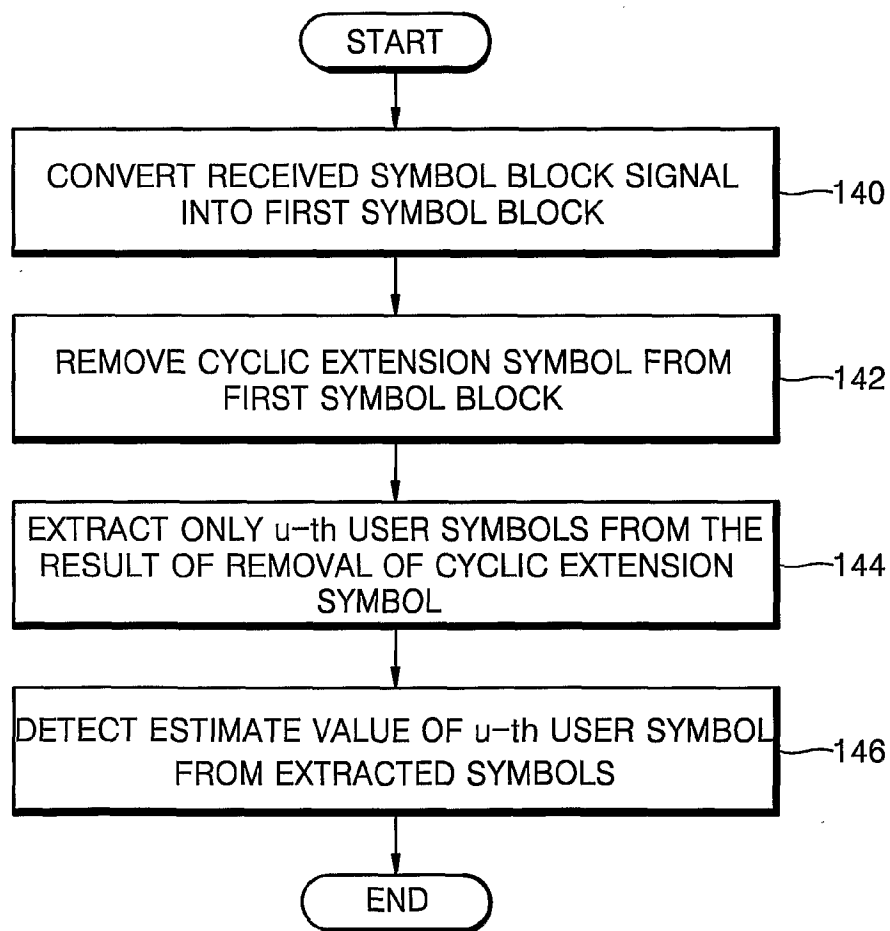 START
CONVERT RECEIVED SYMBOL BLOCK SIGNAL
INTO FIRST SYMBOL BLOCK
140
REMOVE CYCLIC EXTENSION SYMBOL FROM
FIRST SYMBOL BLOCK
142
EXTRACT ONLY u-th USER SYMBOLS FROM THE
RESULT OF REMOVAL OF CYCLIC EXTENSION
SYMBOL
144
DETECT ESTIMATE VALUE OF u-th USER SYMBOL
FROM EXTRACTED SYMBOLS
146
END